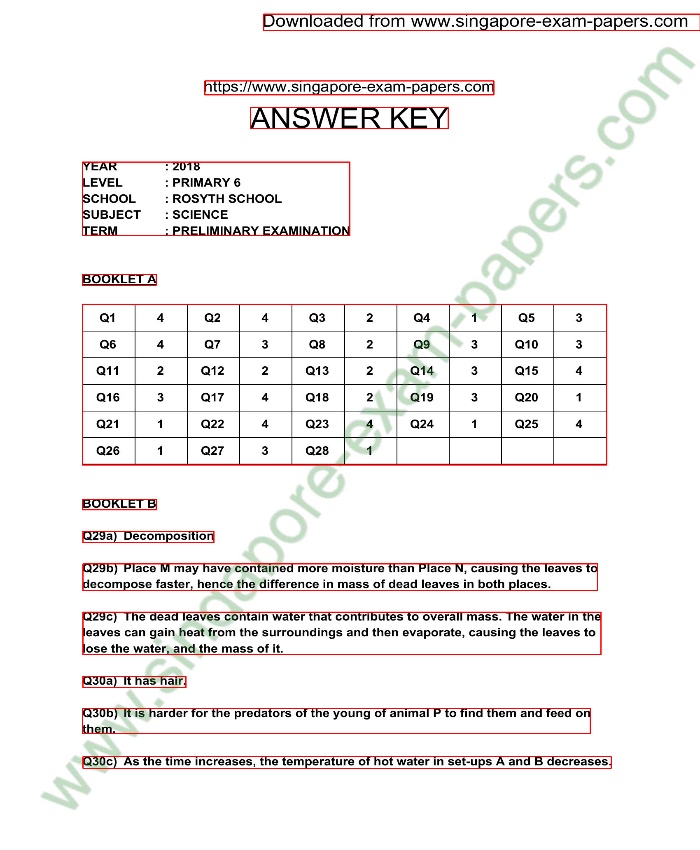 Downloaded from www.singapore-exam-papers.com
https://www.singapore-exam-papers.com
ANSWER KEY
YEAR : 2018
LEVEL : PRIMARY 6
SCHOOL : ROSYTH SCHOOL
SUBJECT : SCIENCE
TERM : PRELIMINARY EXAMINATION
BOOKLET A
Q1 4 Q2 4 Q3 2 Q4 1 Q5 3
Q6 4 Q7 3 Q8 2 Q9 3 Q10 3
Q11 2 Q12 2 Q13 2 Q14 3 Q15 4
Q16 3 Q17 4 Q18 2 Q19 3 Q20 1
Q21 1 Q22 4 Q23 4 Q24 1 Q25 4
Q26 1 Q27 3 Q28 1
BOOKLET B
Q29a) Decomposition
Q29b) Place M may have contained more moisture than Place N, causing the leaves to
decompose faster, hence the difference in mass of dead leaves in both places.
Q29c) The dead leaves contain water that contributes to overall mass. The water in the
leaves can gain heat from the surroundings and then evaporate, causing the leaves to
lose the water, and the mass of it.
Q30a) It has hair.
Q30b) It is harder for the predators of the young of animal P to find them and feed on
them.
Q30c) As the time increases, the temperature of hot water in set-ups A and B decreases.
www.singapore-exam-papers.com